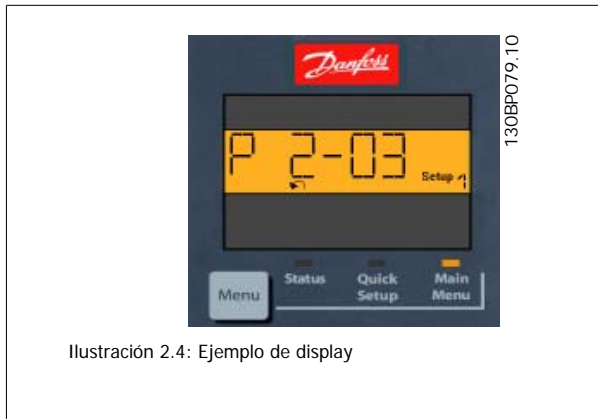 Danfoss
130BP079.10
P 2-03
Setup 1
Status Quick Setup Main Menu
Menu
Ilustración 2.4: Ejemplo de display